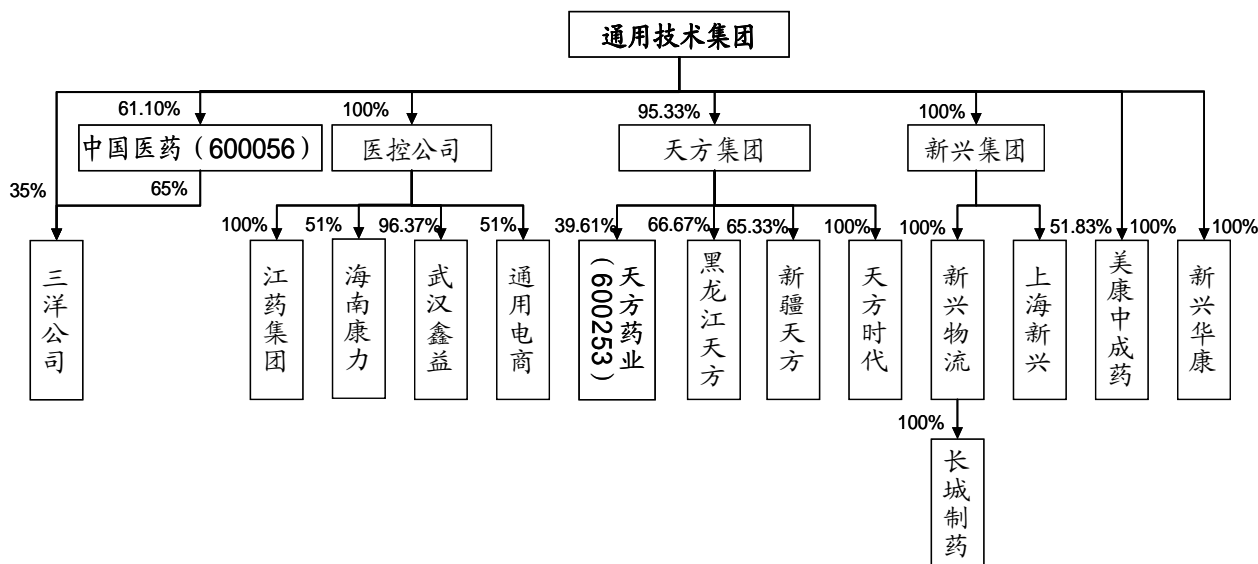 通用技术集团
61.10%
100%
95.33%
100%
中国医药（600056）
医控公司
天方集团
新兴集团
35%
65%
100%
51%
96.37%
51%
39.61%
66.67%
65.33%
100%
100%
51.83%
100%
100%
三洋公司
江药集团
海南康力
武汉鑫益
通用电商
天方药业（600253）
黑龙江天方
新疆天方
天方时代
新兴物流
上海新兴
美康中成药
新兴华康
100%
长城制药